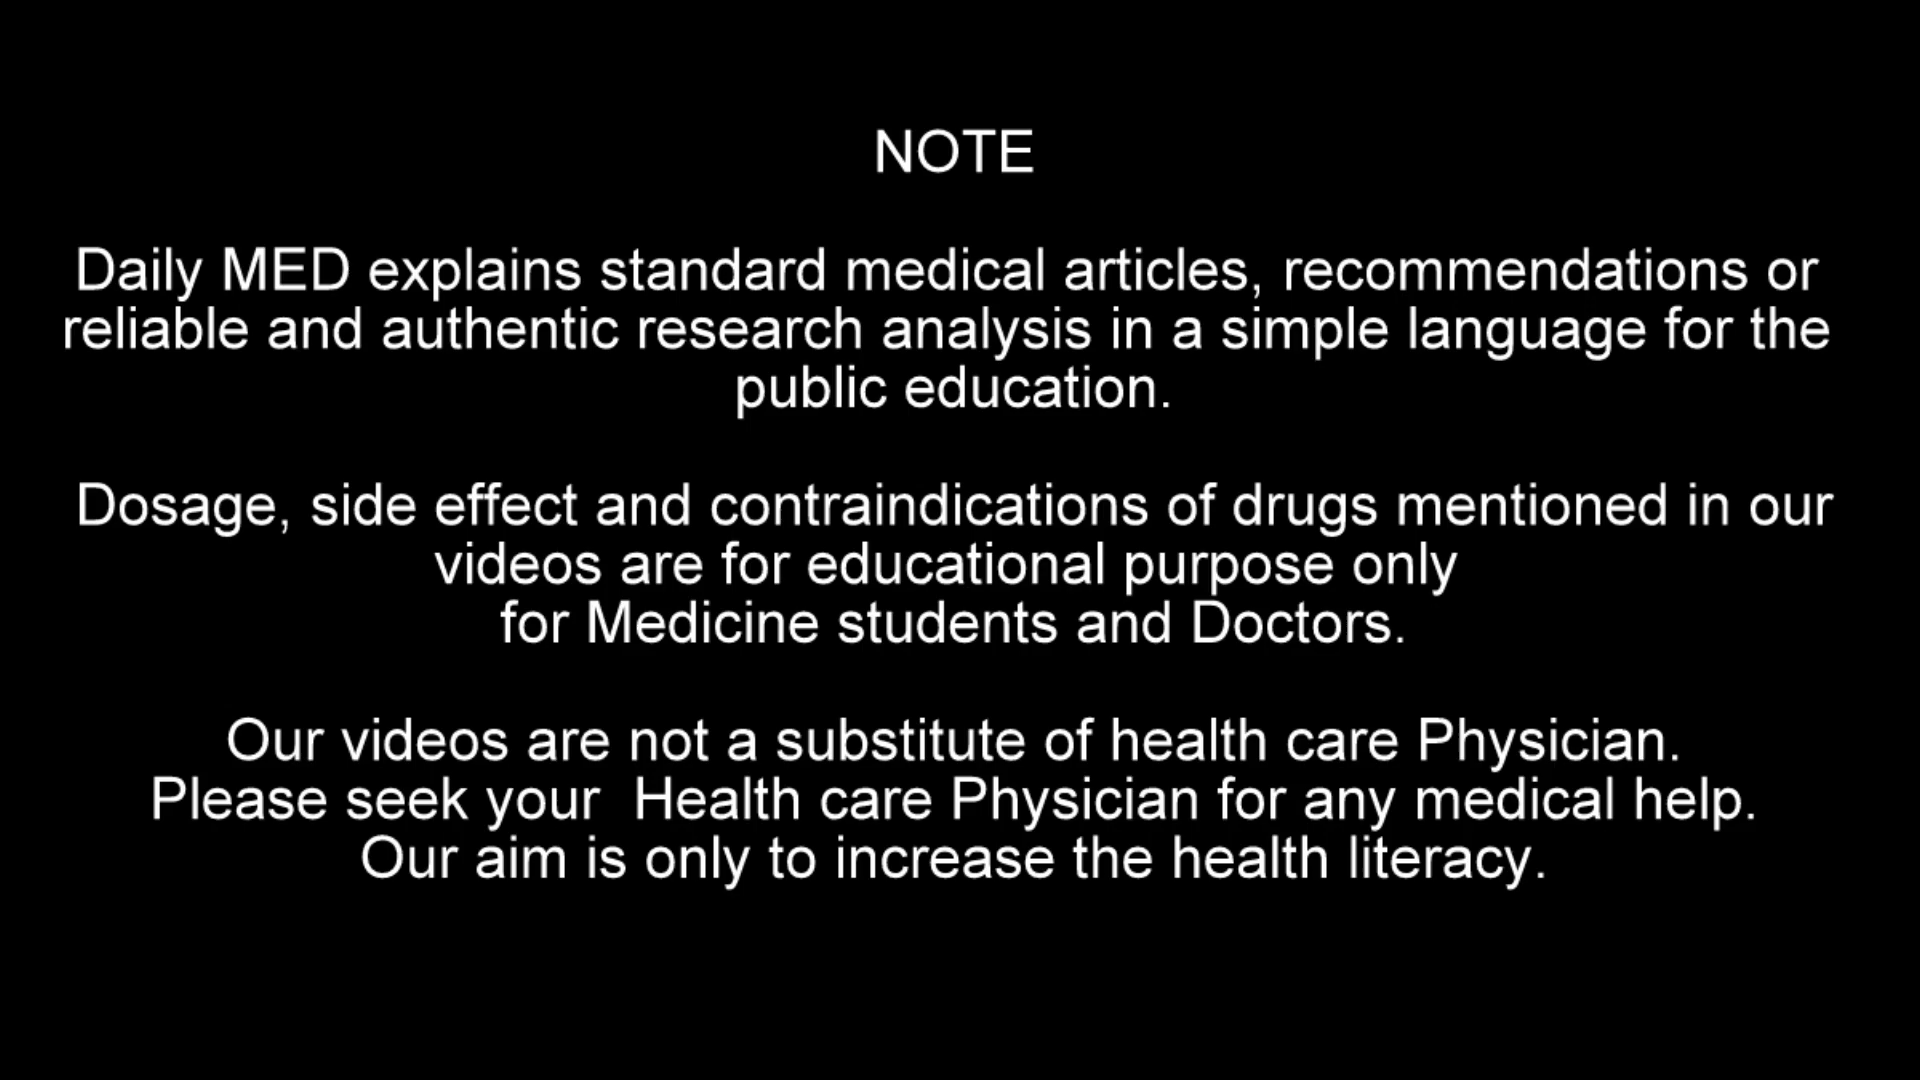 NOTE
Daily MED explains standard medical articles, recommendations or
reliable and authentic research analysis in a simple language for the
public education.
Dosage, side effect and contraindications of drugs mentioned in our
videos are for educational purpose only
for Medicine students and Doctors.
Our videos are not a substitute of health care Physician.
Please seek your  Health care Physician for any medical help.
Our aim is only to increase the health literacy.